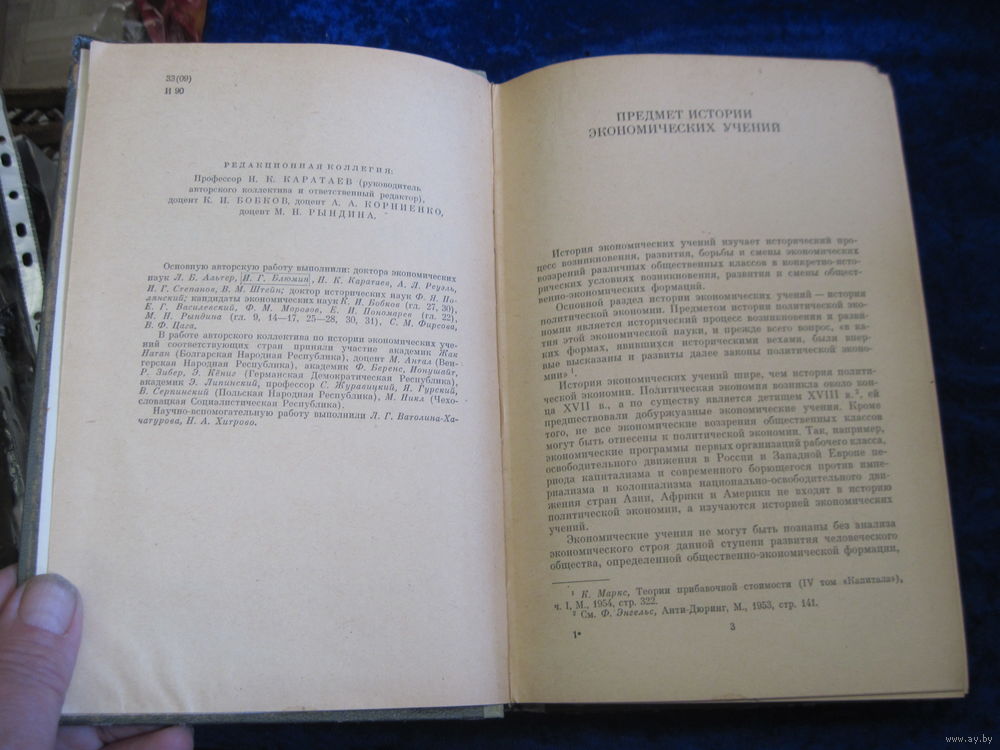 33(09)
И 90
РЕДАКЦИОННАЯ КОЛЛЕГИЯ:
Профессор Н. К. КАРАТАЕВ (руководитель
авторского коллектива и ответственный редактор),
доцент К. И. БОБКОВ, доцент А. А. КОРНИЕНКО,
доцент М. Н. РЫНДИНА.
Основную авторскую работу выполнили: доктора экономических
наук Л. Б. Альтер, И. Г. Блюмин, Н. К. Каратаев, А. Л. Реуэль,
И. Г. Степанов, В. М. Штейн; доктор исторических наук Ф. Я. По-
лянский; кандидаты экономических наук К. И. Бобков (гл. 27, 30),
Е. Г. Василевский, Ф. М. Морозов, Е. И. Пономарев (гл. 22),
М. Н. Рындина (гл. 9, 14—17, 25—28, 30, 31), С. М. Фирсова,
В. Ф. Цага.
В работе авторского коллектива по истории экономических уче-
ний соответствующих стран приняли участие академик Жак
Натан (Болгарская Народная Республика), доцент М. Антал (Вен-
герская Народная Республика), академик Ф. Беренс, Ионушайт,
Р. Зибер, Э. Кёниг (Германская Демократическая Республика),
академик Э. Липинский, профессор С. Журавицкий, Я. Гурский,
В. Серпинский (Польская Народная Республика), М. Ника (Чехо-
словацкая Социалистическая Республика).
Научно-вспомогательную работу выполнили Л. Г. Ватолина-Ха-
чатурова, Н. А. Хитрово.
ПРЕДМЕТ ИСТОРИИ
ЭКОНОМИЧЕСКИХ УЧЕНИЙ
История экономических учений изучает исторический про-
цесс возникновения, развития, борьбы и смены экономических
воззрений различных общественных классов в конкретно-исто-
рических условиях возникновения, развития и смены общест-
венно-экономических формаций.
Основной раздел истории экономических учений — история
политической экономии. Предметом истории политической эко-
номии является исторический процесс возникновения и разви-
тия этой экономической науки, и прежде всего вопрос, «в ка-
ких формах, явившихся историческими вехами, были впер-
вые высказаны и развиты далее законы политической эконо-
мии» ¹.
История экономических учений шире, чем история полити-
ческой экономии. Политическая экономия возникла около кон-
ца XVII в., а по существу является детищем XVIII в.², ей
предшествовали добуржуазные экономические учения. Кроме
того, не все экономические воззрения общественных классов
могут быть отнесены к политической экономии. Так, например,
экономические программы первых организаций рабочего класса,
освободительного движения в России и Западной Европе пе-
риода капитализма и современного борющегося против импе-
риализма и колониализма национально-освободительного дви-
жения стран Азии, Африки и Америки не входят в историю
политической экономии, а изучаются историей экономических
учений.
Экономические учения не могут быть познаны без анализа
экономического строя данной ступени развития человеческого
общества, определенной общественно-экономической формации,
¹ К. Маркс, Теории прибавочной стоимости (IV том «Капитала»),
ч. I, М., 1954, стр. 322.
² См. Ф. Энгельс, Анти-Дюринг, М., 1953, стр. 141.
1*
3
www.ay.by